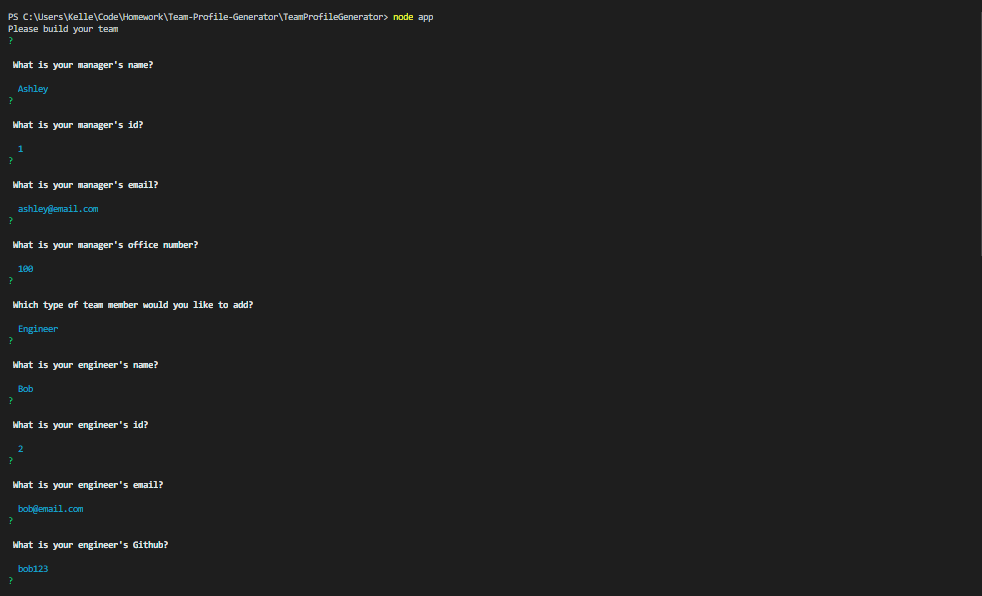 PS C:\Users\Kelle\Code\Homework\Team-Profile-Generator\TeamProfileGenerator> node app
Please build your team
?
What is your manager's name?
Ashley
?
What is your manager's id?
1
?
What is your manager's email?
ashley@email.com
?
What is your manager's office number?
100
?
Which type of team member would you like to add?
Engineer
?
What is your engineer's name?
Bob
?
What is your engineer's id?
2
?
What is your engineer's email?
bob@email.com
?
What is your engineer's Github?
bob123
?